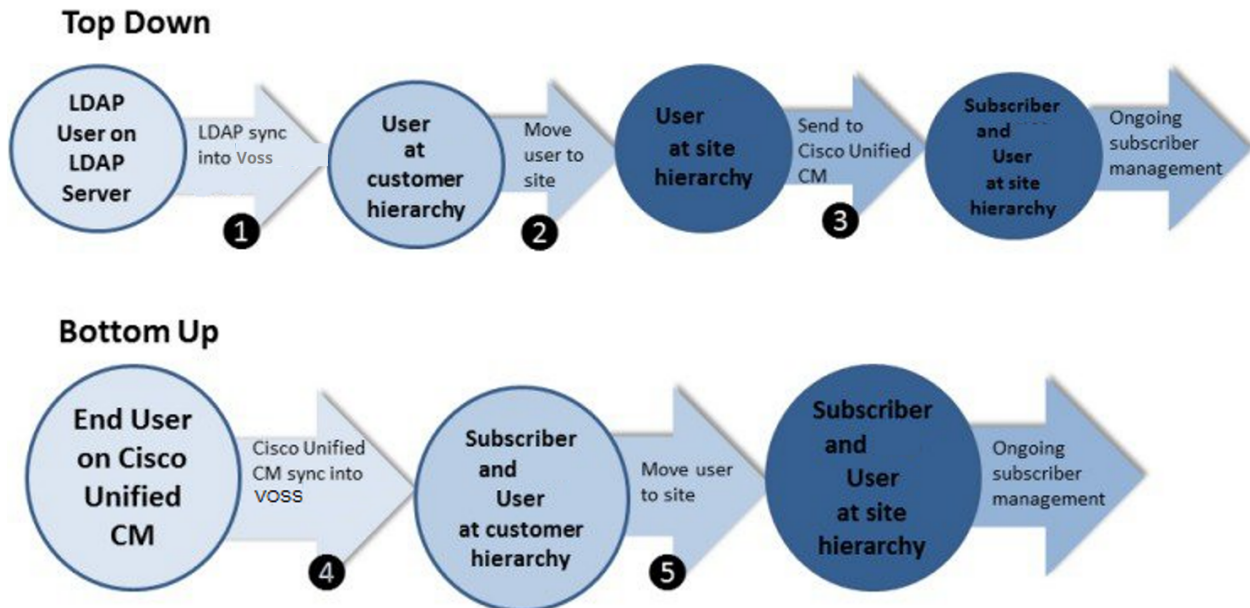 Top Down
LDAP
User on
LDAP
Server
LDAP sync
into Voss
1
User
at
customer
hierarchy
Move
user to
site
2
User
at site
hierarchy
Send to
Cisco Unified
CM
3
Subscriber
and
User
at site
hierarchy
Ongoing
subscriber
management
Bottom Up
End User
on Cisco
Unified
CM
Cisco Unified
CM sync into
VOSS
4
Subscriber
and
User
at customer
hierarchy
Move user
to site
5
Subscriber
and
User
at site
hierarchy
Ongoing
subscriber
management